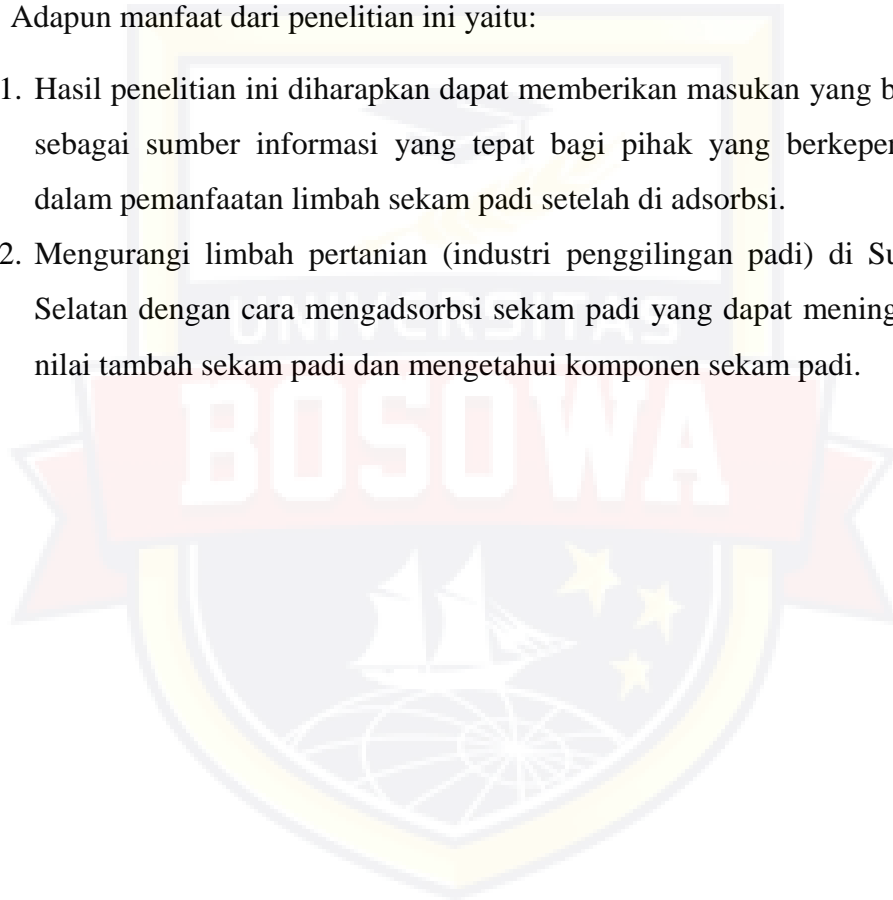 Adapun manfaat dari penelitian ini yaitu:
1. Hasil penelitian ini diharapkan dapat memberikan masukan yang b
sebagai sumber informasi yang tepat bagi pihak yang berkeper
dalam pemanfaatan limbah sekam padi setelah di adsorbsi.
2. Mengurangi limbah pertanian (industri penggilingan padi) di Su
Selatan dengan cara mengadsorbsi sekam padi yang dapat mening
nilai tambah sekam padi dan mengetahui komponen sekam padi.
UNIVERSITAS
BOSOWA